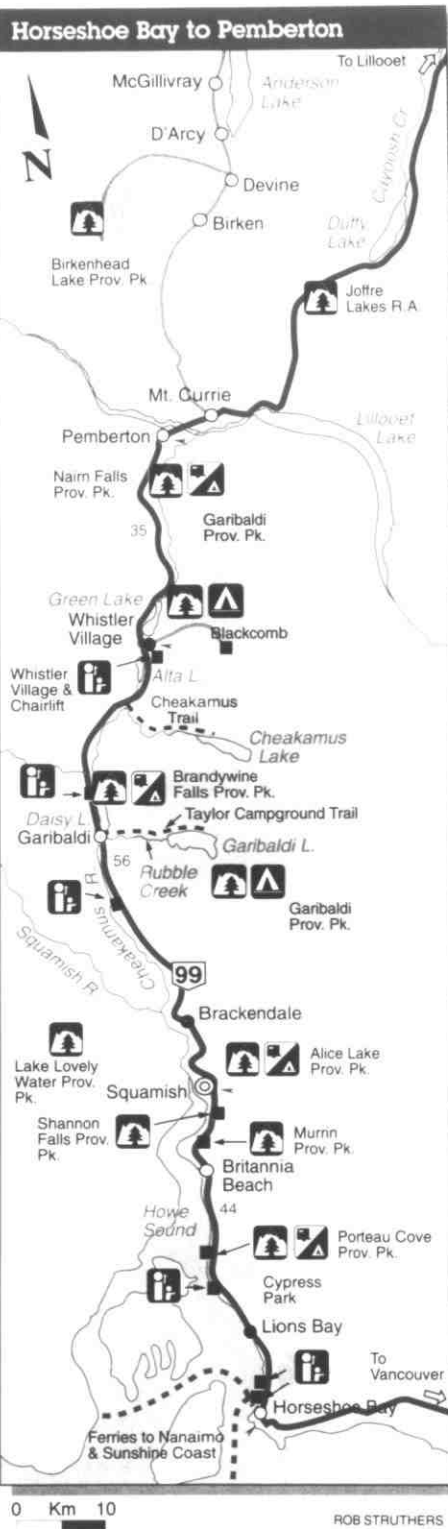 Horseshoe Bay to Pemberton
To Lillooet
McGillivray
Anderson
Lake
N
D'Arcy
Cayoosh Cr
Devine
Birken
Duffy
Lake
Birkenhead
Lake Prov. Pk.
Joffre
Lakes R.A.
Mt. Currie
Pemberton
Lillooet
Lake
Nairn Falls
Prov. Pk.
Garibaldi
Prov. Pk.
35
Green Lake
Whistler
Village
Blackcomb
Whistler
Village &
Chairlift
Alta L.
Cheakamus
Trail
Cheakamus
Lake
Brandywine
Falls Prov. Pk.
Daisy L.
Taylor Campground Trail
Garibaldi
Garibaldi L.
56
Rubble
Creek
Garibaldi
Prov. Pk.
Cheakamus R
Squamish R
99
Brackendale
Lake Lovely
Water Prov.
Pk.
Alice Lake
Prov. Pk.
Squamish
Shannon
Falls Prov.
Pk.
Murrin
Prov. Pk.
Britannia
Beach
44
Howe
Sound
Porteau Cove
Prov. Pk.
Cypress
Park
Lions Bay
To
Vancouver
Horseshoe Bay
Ferries to Nanaimo
& Sunshine Coast
0 Km 10
ROB STRUTHERS